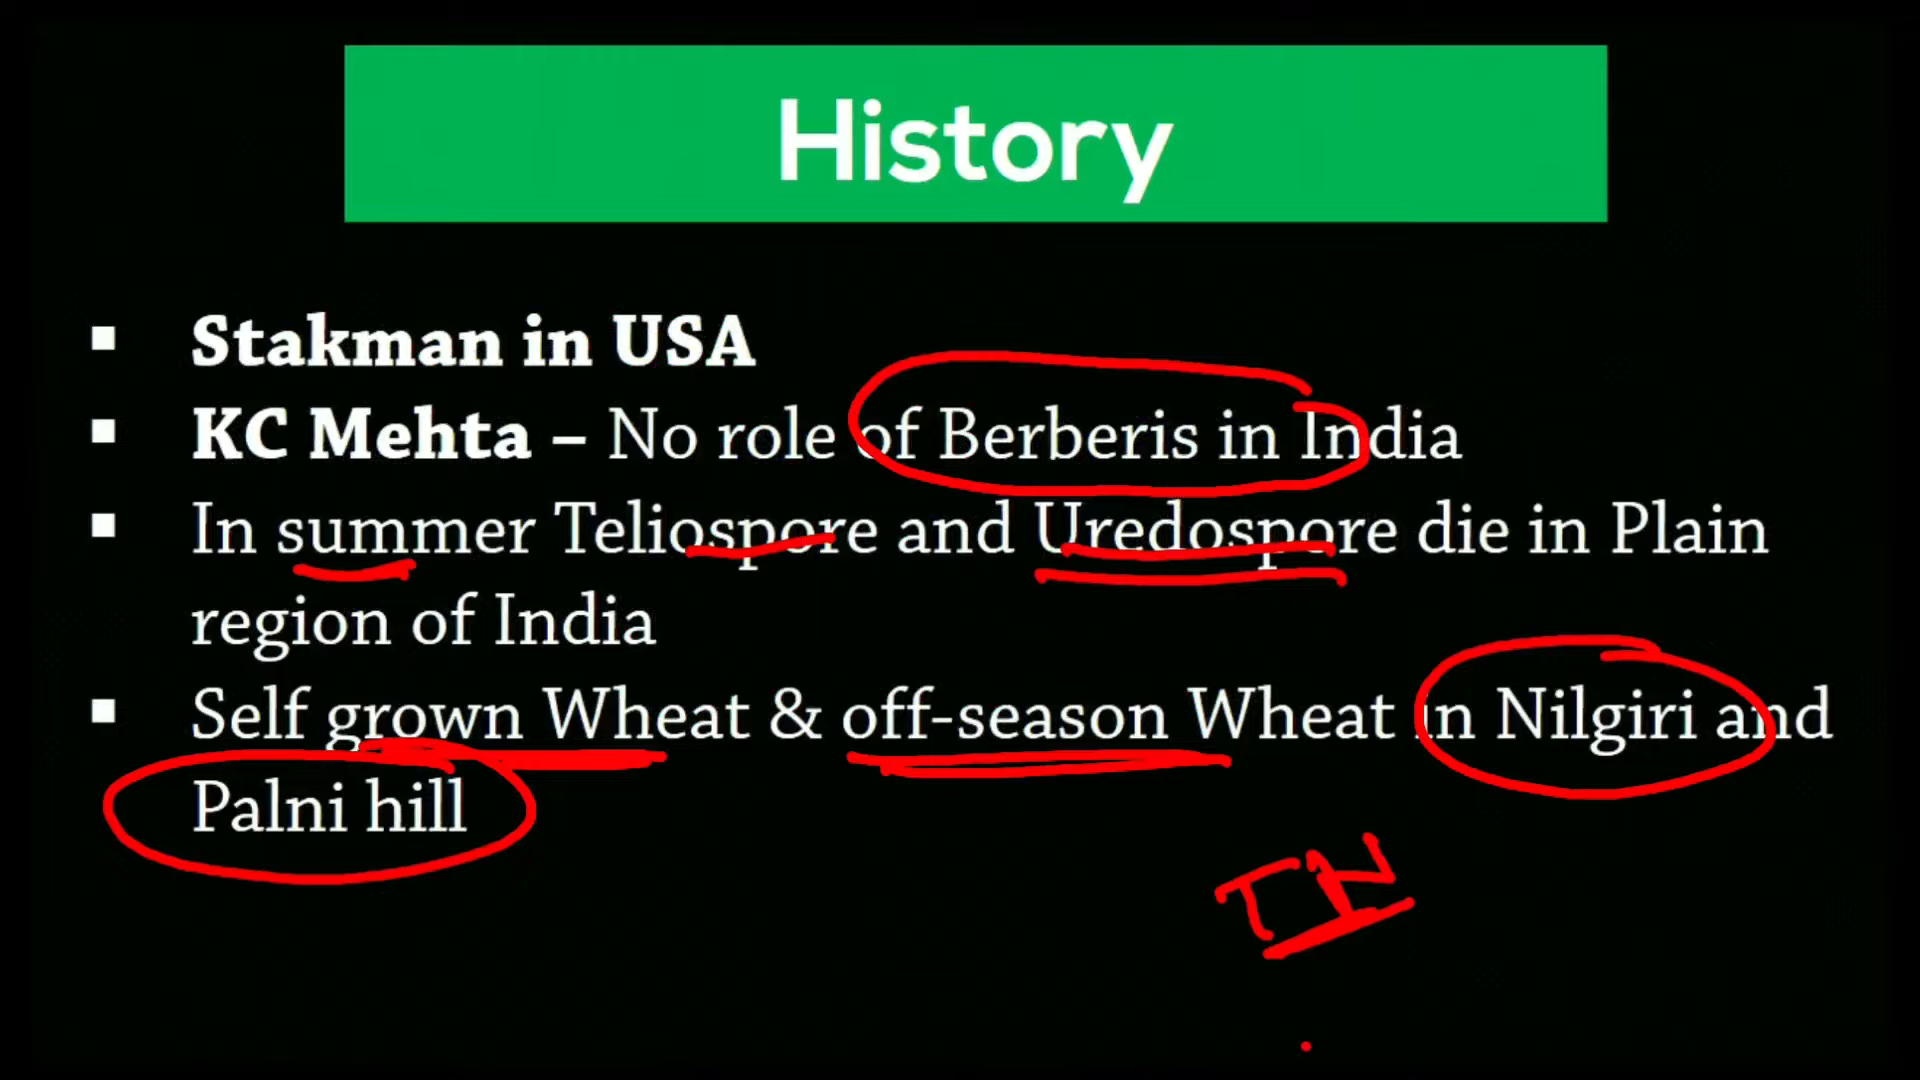 History
▪ Stakman in USA
▪ KC Mehta – No role of Berberis in India
▪ In summer Teliospore and Uredospore die in Plain
region of India
▪ Self grown Wheat & off-season Wheat in Nilgiri and
Palni hill
TN